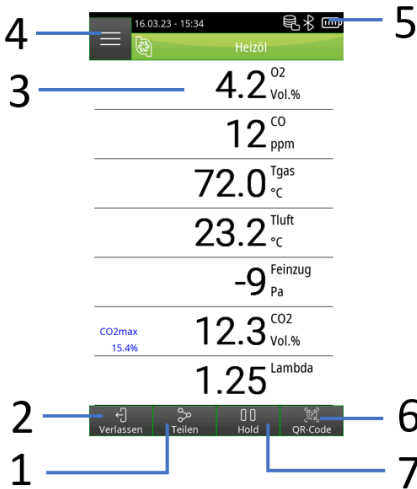 4
16.03.23 - 15:34
5
Heizöl
3
4.2 O2 Vol.%
12 CO ppm
72.0 Tgas °C
23.2 Tluft °C
-9 Feinzug Pa
CO2max 15.4% 12.3 CO2 Vol.%
1.25 Lambda
2
Verlassen Teilen Hold QR-Code
6
1
7